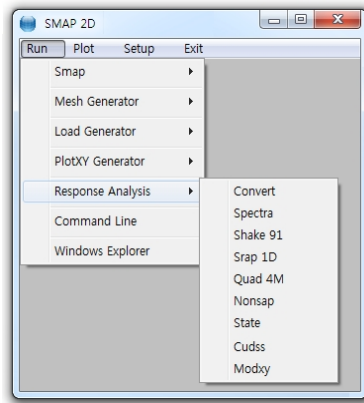 SMAP 2D
Run Plot Setup Exit
Smap
Mesh Generator
Load Generator
PlotXY Generator
Response Analysis
Command Line
Windows Explorer
Convert
Spectra
Shake 91
Srap 1D
Quad 4M
Nonsap
State
Cudss
Modxy